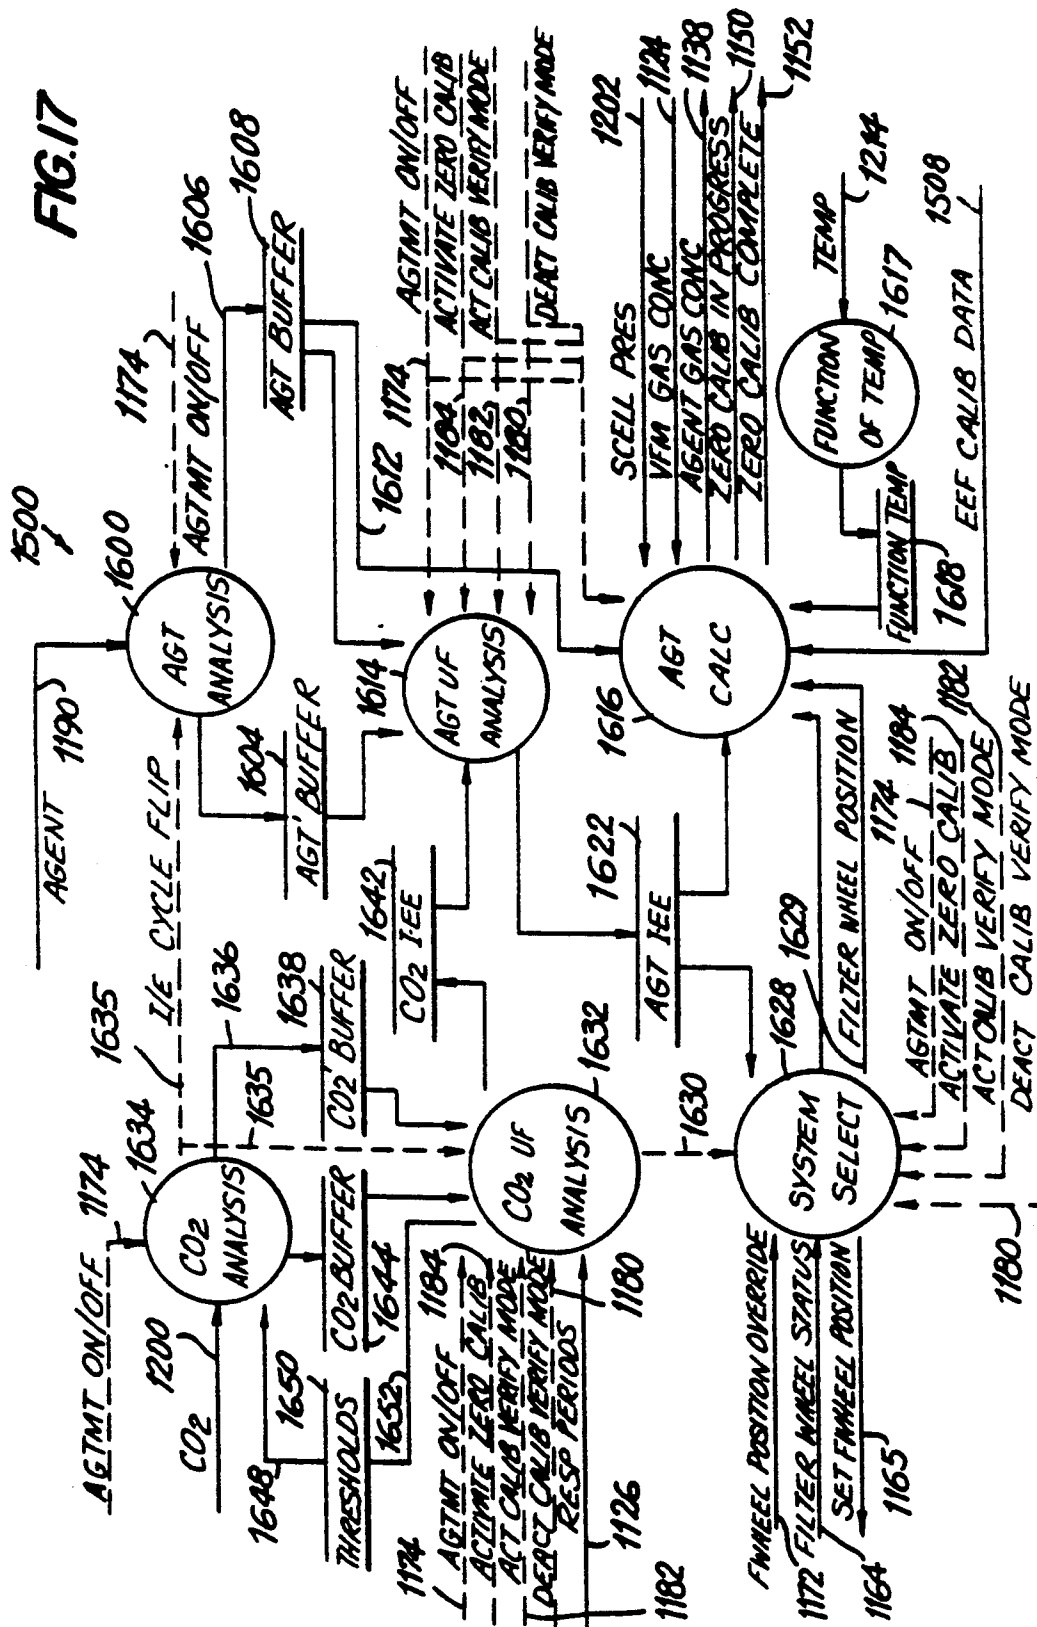 FIG.17
1500
AGENT
1190
I/E CYCLE FLIP
1635
1600
AGT
ANALYSIS
1174
AGTMT ON/OFF
1606
1608
AGT BUFFER
1604
AGT' BUFFER
1612
AGTMT ON/OFF
1174
CO2
1200
1634
CO2
ANALYSIS
1635
1636
1638
CO2' BUFFER
CO2 BUFFER
1644
1648
1650
THRESHOLDS
1652
1642
CO2 I-EE
1614
AGT UF
ANALYSIS
1174
1184
1182
1180
AGTMT ON/OFF
ACTIVATE ZERO CALIB
ACT CALIB VERIFY MODE
DEACT CALIB VERIFY MODE
1174
AGTMT ON/OFF
1184
ACTIVATE ZERO CALIB
ACT CALIB VERIFY MODE
DEACT CALIB VERIFY MODE
RESP PERIODS
1126
1182
1180
CO2 UF
ANALYSIS
1632
1630
1622
AGT I-EE
1616
AGT
CALC
SCELL PRES
1202
VFM GAS CONC
1124
AGENT GAS CONC
1138
ZERO CALIB IN PROGRESS
1150
ZERO CALIB COMPLETE
1152
TEMP
1214
FUNCTION
OF TEMP
1617
FUNCTION TEMP
1618
EEF CALIB DATA
1508
FWHEEL POSITION OVERRIDE
1172
FILTER WHEEL STATUS
1164
SET FWHEEL POSITION
1165
SYSTEM
SELECT
1628
1629
FILTER WHEEL POSITION
1174
AGTMT ON/OFF
1184
ACTIVATE ZERO CALIB
1182
ACT CALIB VERIFY MODE
DEACT CALIB VERIFY MODE
1180